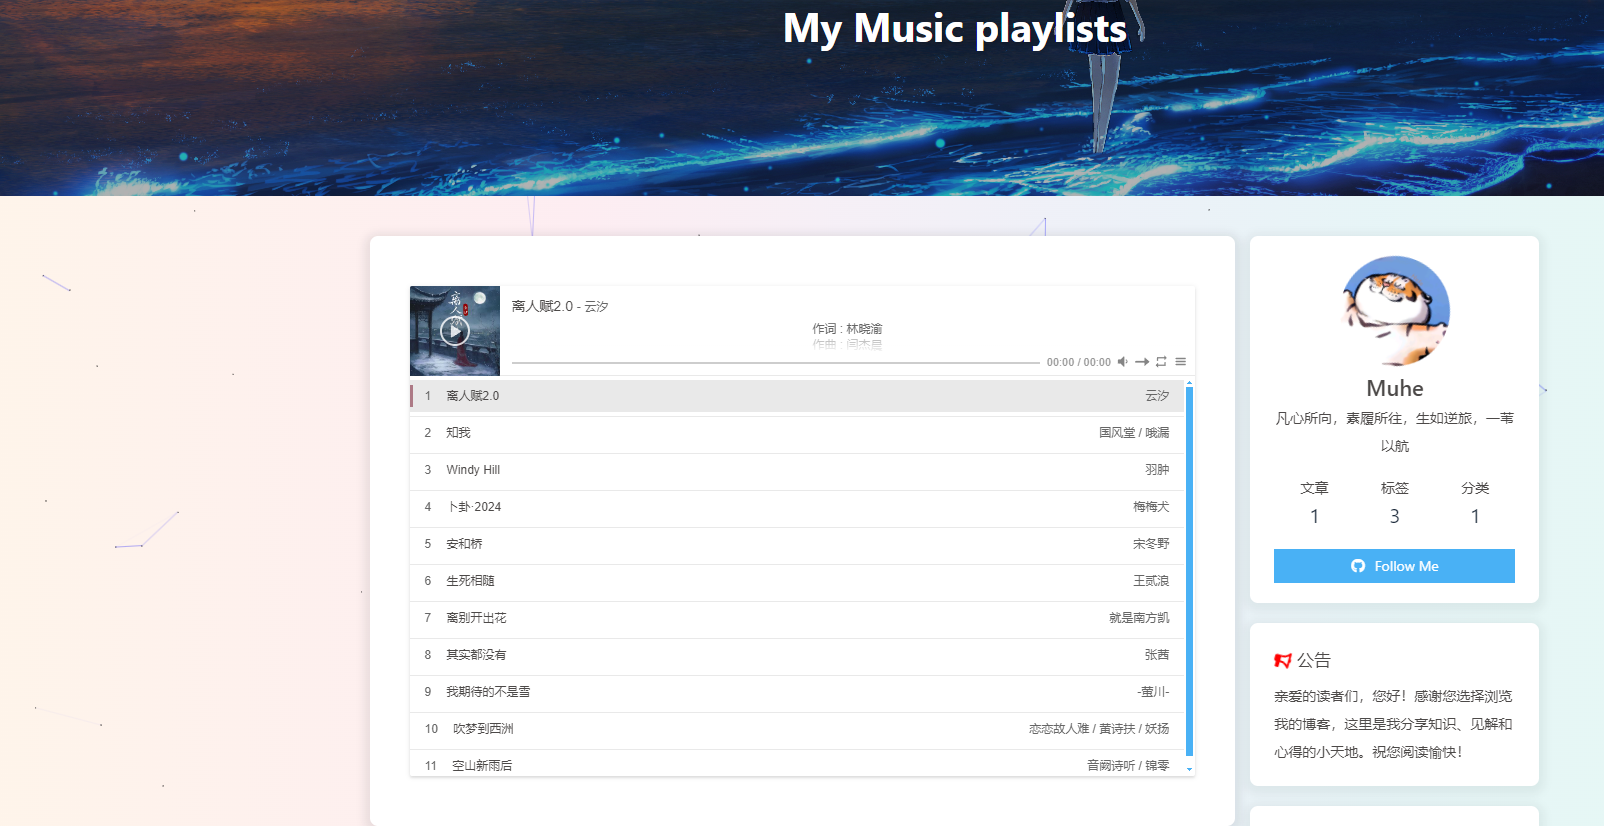 My Music playlists
离人赋2.0 - 云汐
作词 : 林晓渝
00:00 / 00:00
1 离人赋2.0 云汐
2 知我 国风堂 / 哦漏
3 Windy Hill 羽肿
4 卜卦·2024 梅梅犬
5 安和桥 宋冬野
6 生死相随 王贰浪
7 离别开出花 就是南方凯
8 其实都没有 张茜
9 我期待的不是雪 -萤川-
10 吹梦到西洲 恋恋故人难 / 黄诗扶 / 妖扬
11 空山新雨后 音阙诗听 / 锦零
Muhe
凡心所向，素履所往，生如逆旅，一苇
以航
文章 标签 分类
1 3 1
Follow Me
公告
亲爱的读者们，您好！感谢您选择浏览
我的博客，这里是我分享知识、见解和
心得的小天地。祝您阅读愉快！